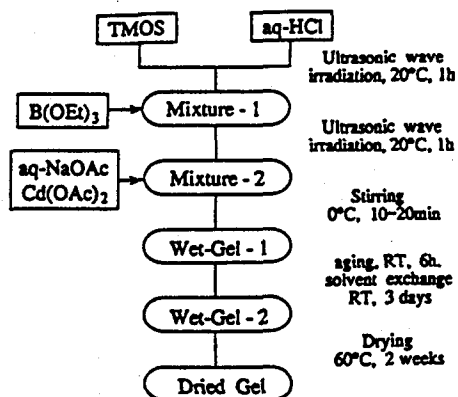 TMOS
aq-HCl
Ultrasonic wave
irradiation, 20°C, 1h
B(OEt)3
Mixture - 1
Ultrasonic wave
irradiation, 20°C, 1h
aq-NaOAc
Cd(OAc)2
Mixture - 2
Stirring
0°C, 10~20min
Wet-Gel - 1
aging, RT, 6h.
solvent exchange
RT, 3 days
Wet-Gel - 2
Drying
60°C, 2 weeks
Dried Gel